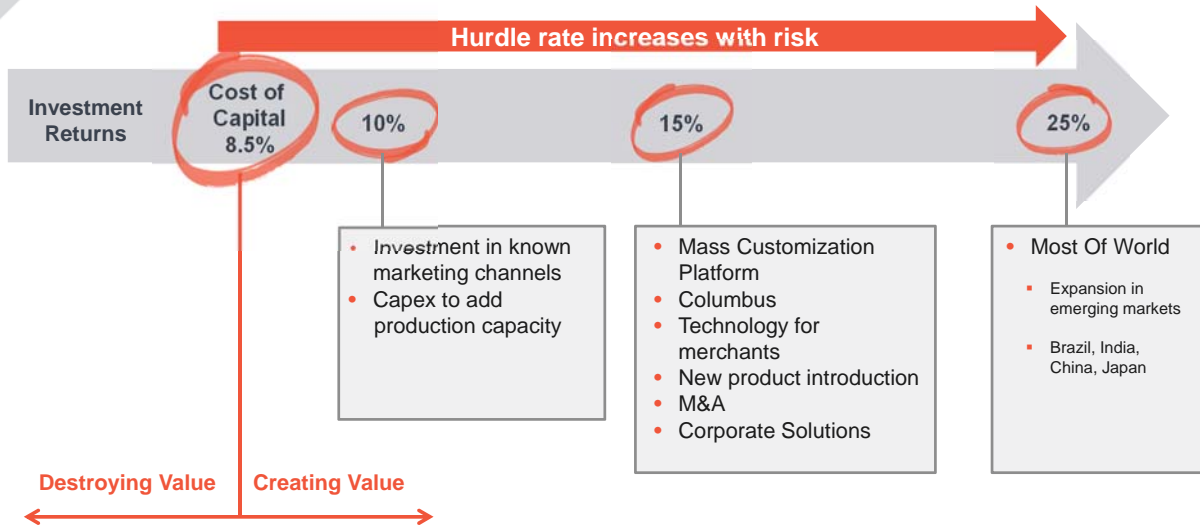 Hurdle rate increases with risk
Investment
Returns
Cost of
Capital
8.5%
10%
15%
25%
• Investment in known
marketing channels
• Capex to add
production capacity
• Mass Customization
Platform
• Columbus
• Technology for
merchants
• New product introduction
• M&A
• Corporate Solutions
• Most Of World
▪ Expansion in
emerging markets
▪ Brazil, India,
China, Japan
Destroying Value
Creating Value